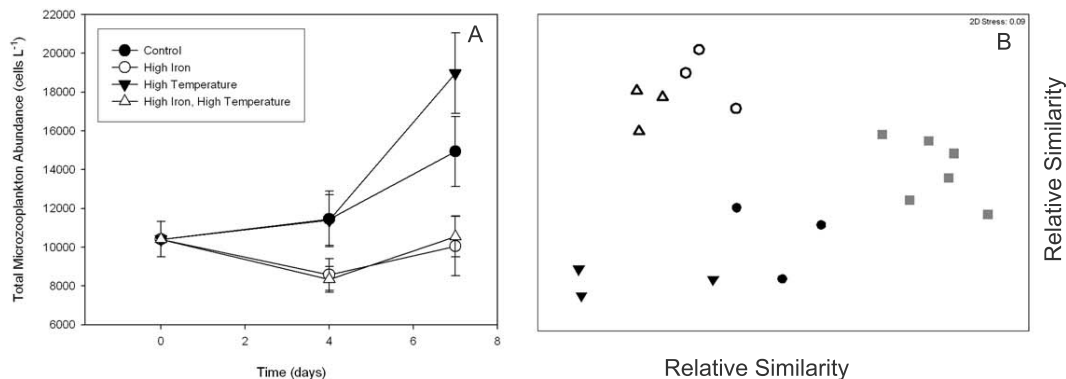 A
Control
High Iron
High Temperature
High Iron, High Temperature
Total Microzooplankton Abundance (cells L⁻¹)
22000
20000
18000
16000
14000
12000
10000
8000
6000
0 2 4 6 8
Time (days)
2D Stress: 0.09
B
Relative Similarity
Relative Similarity